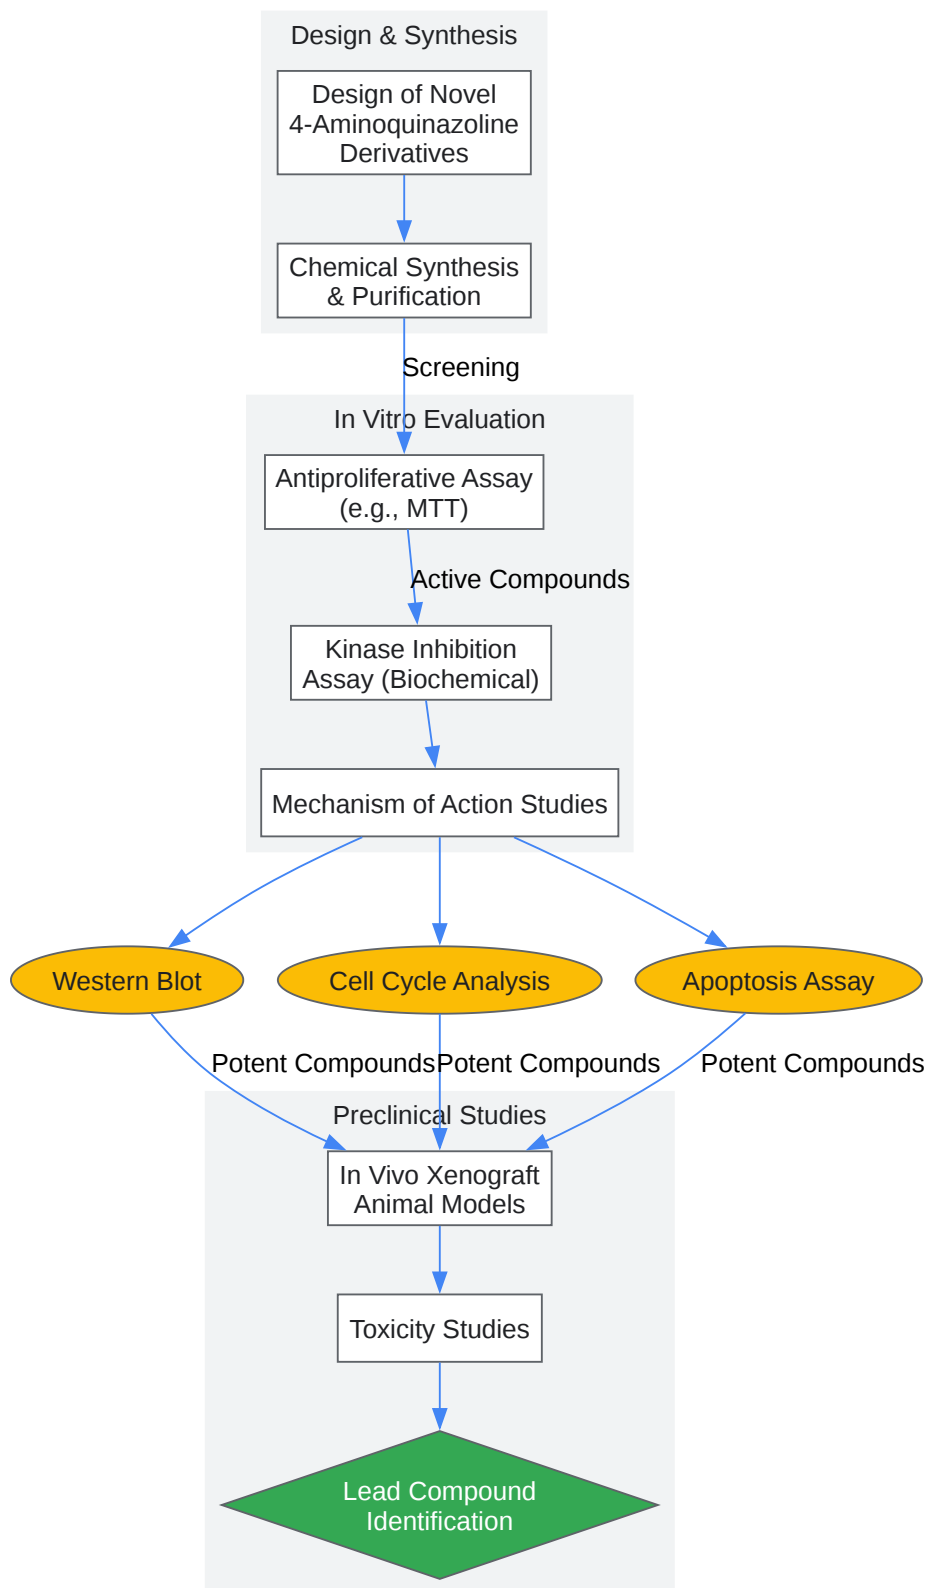 Design & Synthesis
Design of Novel
4-Aminoquinazoline
Derivatives
Chemical Synthesis
& Purification
Screening
In Vitro Evaluation
Antiproliferative Assay
(e.g., MTT)
Active Compounds
Kinase Inhibition
Assay (Biochemical)
Mechanism of Action Studies
Western Blot
Cell Cycle Analysis
Apoptosis Assay
Potent Compounds
Potent Compounds
Potent Compounds
Preclinical Studies
In Vivo Xenograft
Animal Models
Toxicity Studies
Lead Compound
Identification